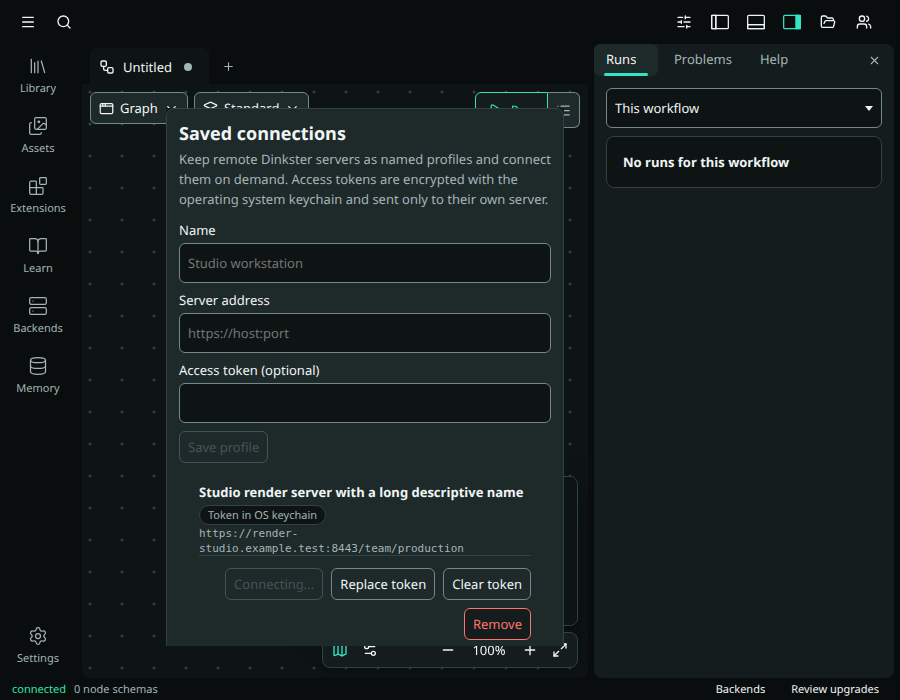 Untitled
Runs
Problems
Help
Library
Assets
Extensions
Learn
Backends
Memory
Settings
Graph
Standard
This workflow
No runs for this workflow
Saved connections
Keep remote Dinkster servers as named profiles and connect
them on demand. Access tokens are encrypted with the
operating system keychain and sent only to their own server.
Name
Studio workstation
Server address
https://host:port
Access token (optional)
Save profile
Studio render server with a long descriptive name
Token in OS keychain
https://render-
studio.example.test:8443/team/production
Connecting...
Replace token
Clear token
Remove
100%
connected
0 node schemas
Backends
Review upgrades